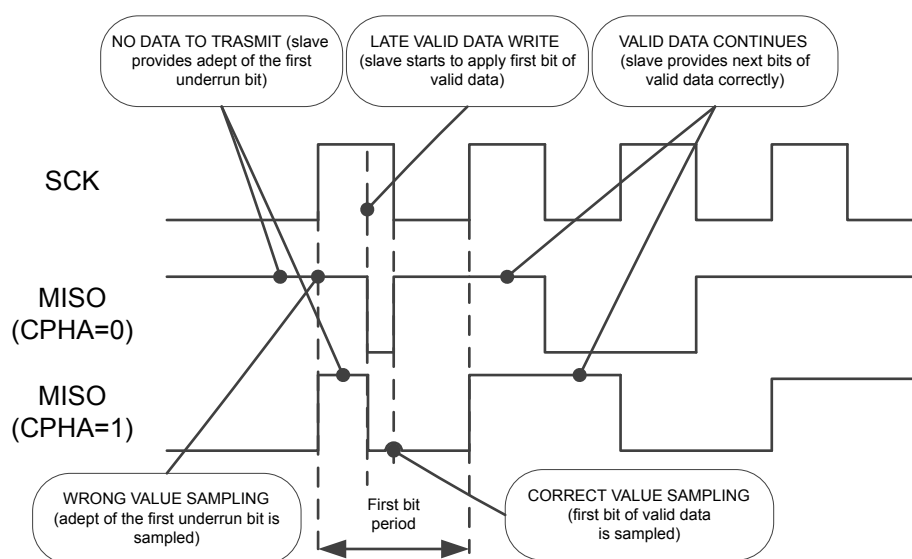 NO DATA TO TRASMIT (slave
provides adept of the first
underrun bit)
LATE VALID DATA WRITE
(slave starts to apply first bit of
valid data)
VALID DATA CONTINUES
(slave provides next bits of
valid data correctly)
SCK
MISO
(CPHA=0)
MISO
(CPHA=1)
WRONG VALUE SAMPLING
(adept of the first underrun bit is
sampled)
First bit
period
CORRECT VALUE SAMPLING
(first bit of valid data
is sampled)